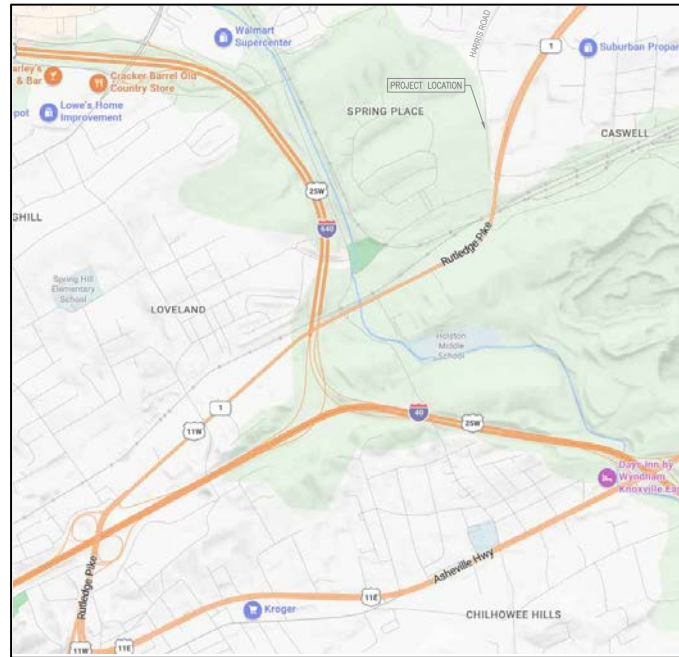 Walmart
Supercenter
HARRIS ROAD
1
Suburban Propan
arley's
& Bar
Cracker Barrel Old
Country Store
PROJECT LOCATION
Lowe's Home
Improvement
pot
SPRING PLACE
CASWELL
25W
GHILL
640
Rutledge Pike
Spring Hill
Elementary
School
LOVELAND
Holston
Middle
School
1
11W
40
25W
Days Inn by
Wyndham
Knoxville Eas
Rutledge Pike
Asheville Hwy
11E
Kroger
CHILHOWEE HILLS
11W
11E